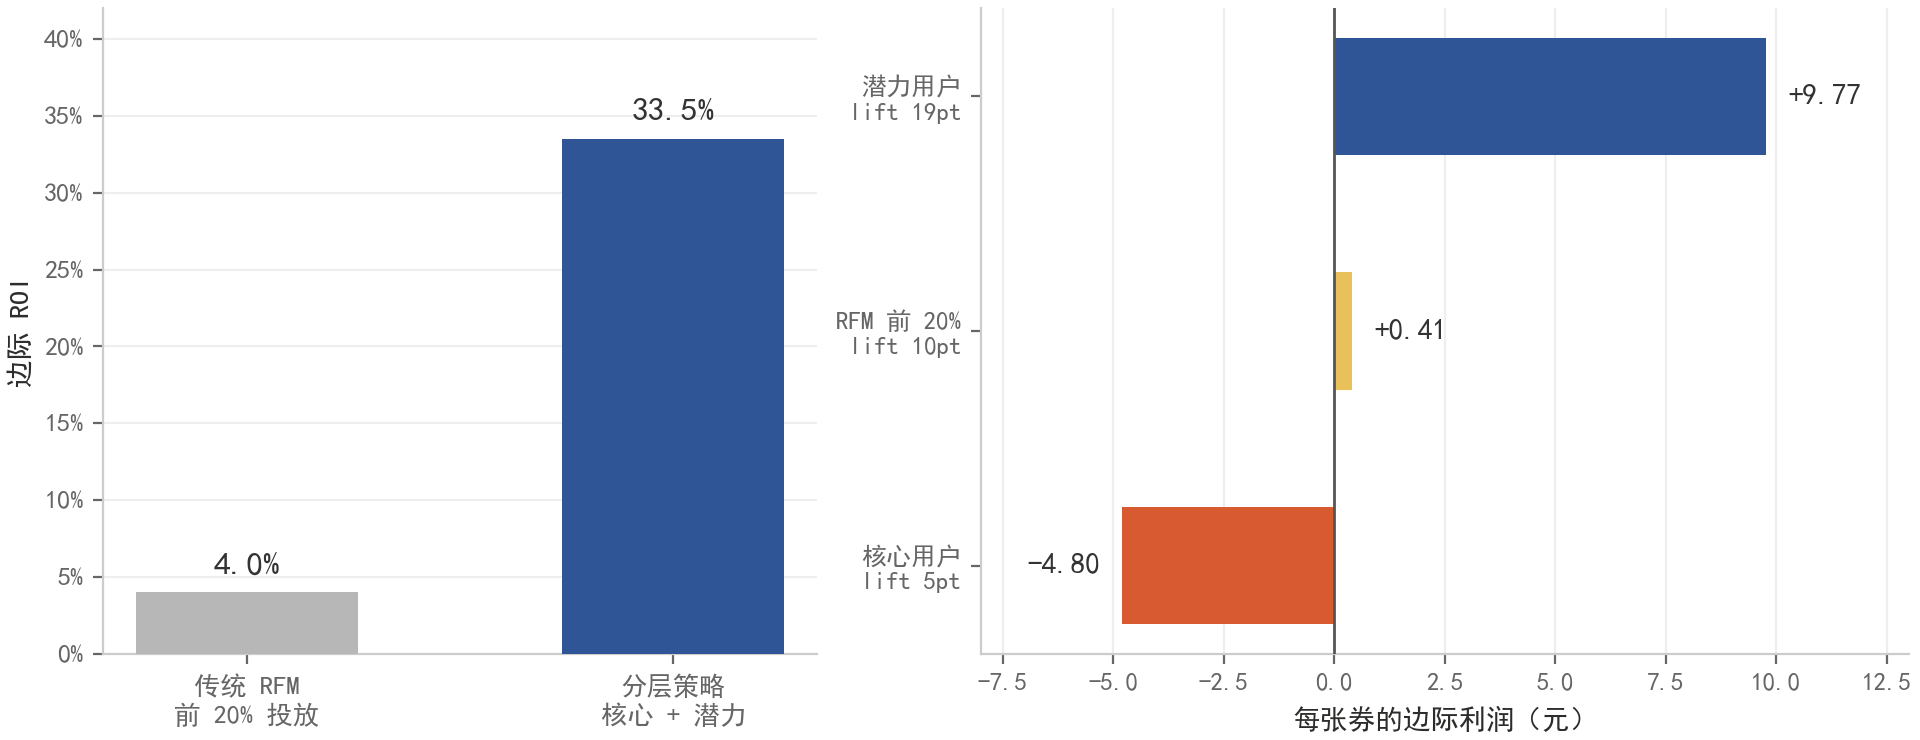 40%
35%
30%
25%
20%
15%
10%
5%
0%
边际 ROI
4.0%
33.5%
传统 RFM
前 20% 投放
分层策略
核心 + 潜力
潜力用户
lift 19pt
+9.77
RFM 前 20%
lift 10pt
+0.41
核心用户
lift 5pt
−4.80
−7.5
−5.0
−2.5
0.0
2.5
5.0
7.5
10.0
12.5
每张券的边际利润（元）